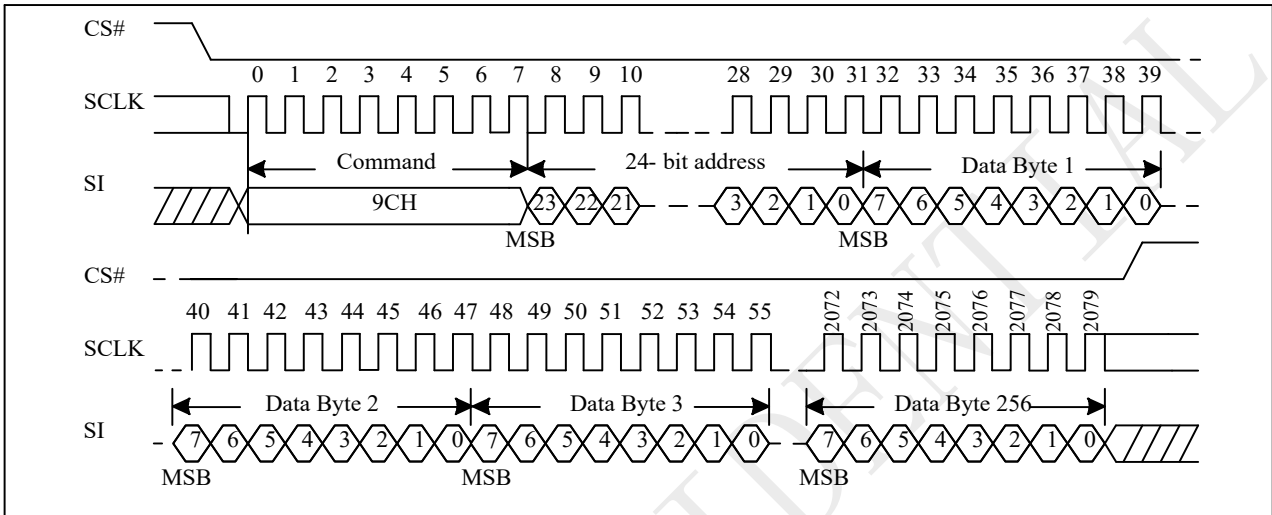 CS#
0 1 2 3 4 5 6 7 8 9 10 28 29 30 31 32 33 34 35 36 37 38 39
SCLK
Command 24- bit address Data Byte 1
SI
9CH 23 22 21 3 2 1 0 7 6 5 4 3 2 1 0
MSB MSB
CS#
40 41 42 43 44 45 46 47 48 49 50 51 52 53 54 55 2072 2073 2074 2075 2076 2077 2078 2079
SCLK
Data Byte 2 Data Byte 3 Data Byte 256
SI
7 6 5 4 3 2 1 0 7 6 5 4 3 2 1 0 7 6 5 4 3 2 1 0
MSB MSB MSB
IDENTIAL